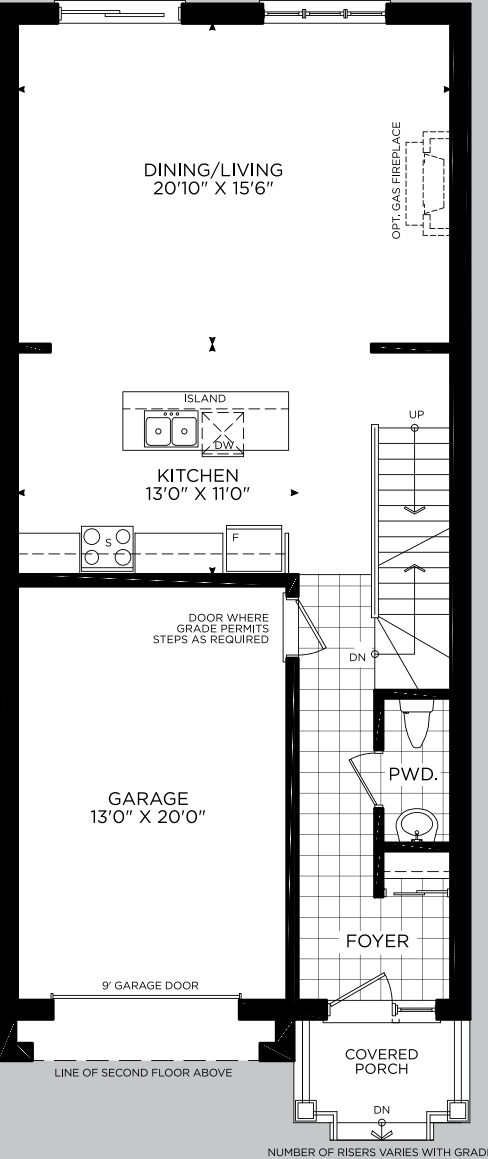 DINING/LIVING
20'10" X 15'6"
OPT. GAS FIREPLACE
ISLAND
DW
UP
KITCHEN
13'0" X 11'0"
S
F
DOOR WHERE
GRADE PERMITS
STEPS AS REQUIRED
DN
PWD.
GARAGE
13'0" X 20'0"
FOYER
9' GARAGE DOOR
LINE OF SECOND FLOOR ABOVE
COVERED
PORCH
DN
NUMBER OF RISERS VARIES WITH GRAD